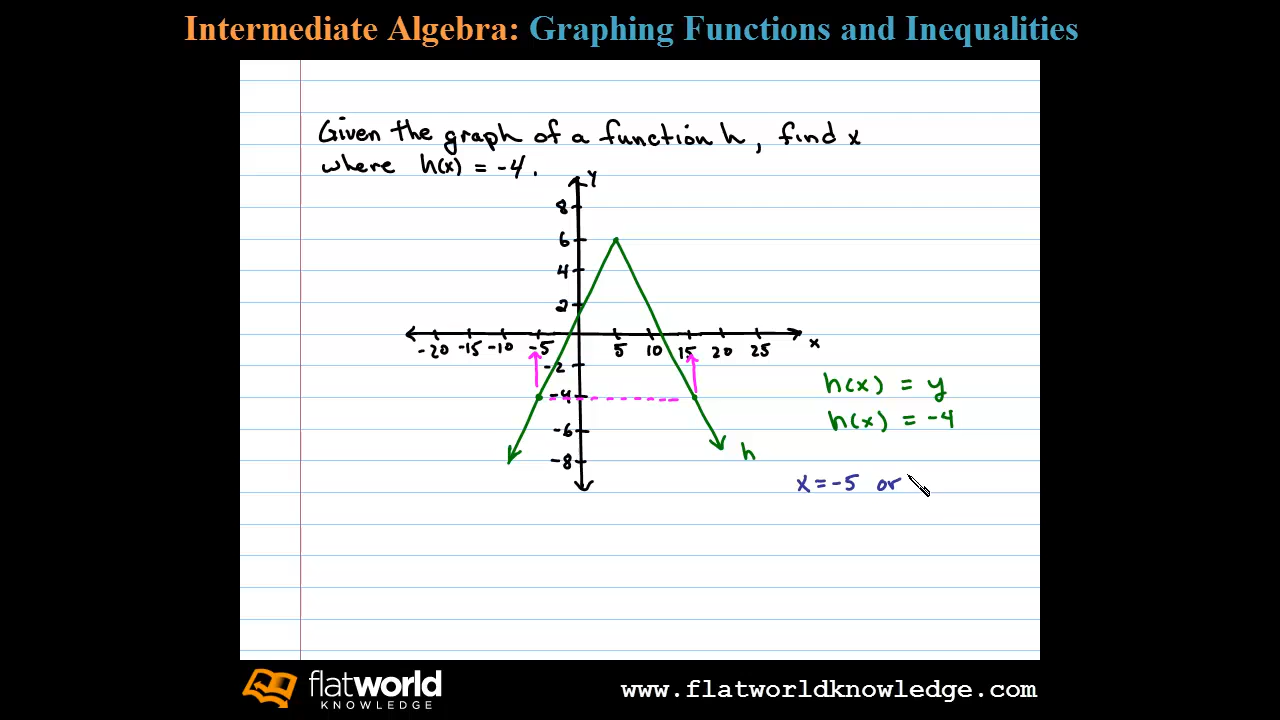 Intermediate Algebra: Graphing Functions and Inequalities
Given the graph of a function h, find x
where h(x) = -4.
y
8
6
4
2
-20 -15 -10 -5 5 10 15 20 25 x
-2
-4
-6
-8
h
h(x) = y
h(x) = -4
x = -5 or
flatworld
KNOWLEDGE
www.flatworldknowledge.com